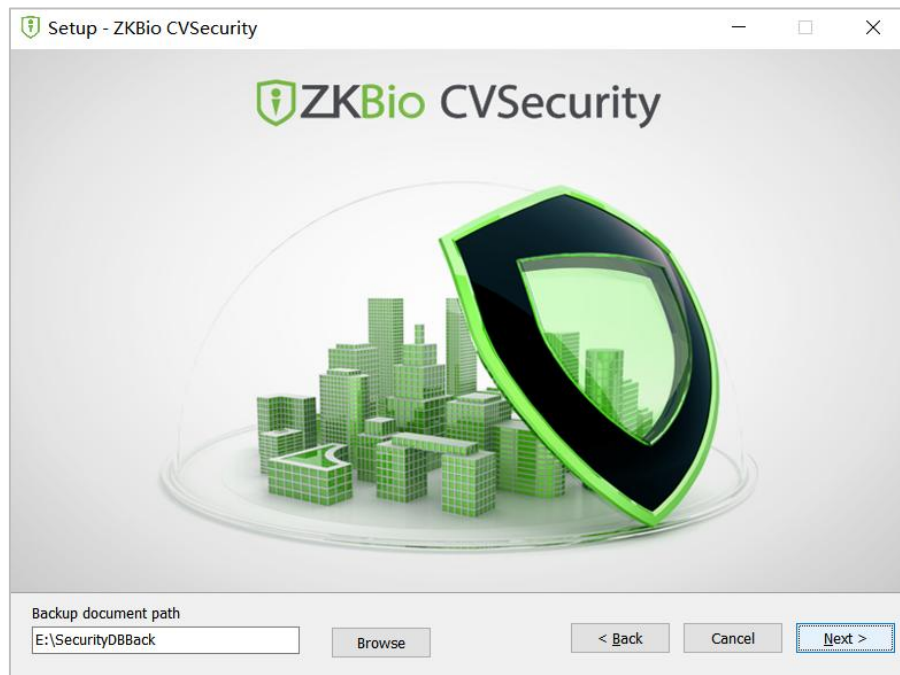 Setup - ZKBio CVSecurity
ZKBio CVSecurity
Backup document path
E:\SecurityDBBack
Browse
< Back
Cancel
Next >